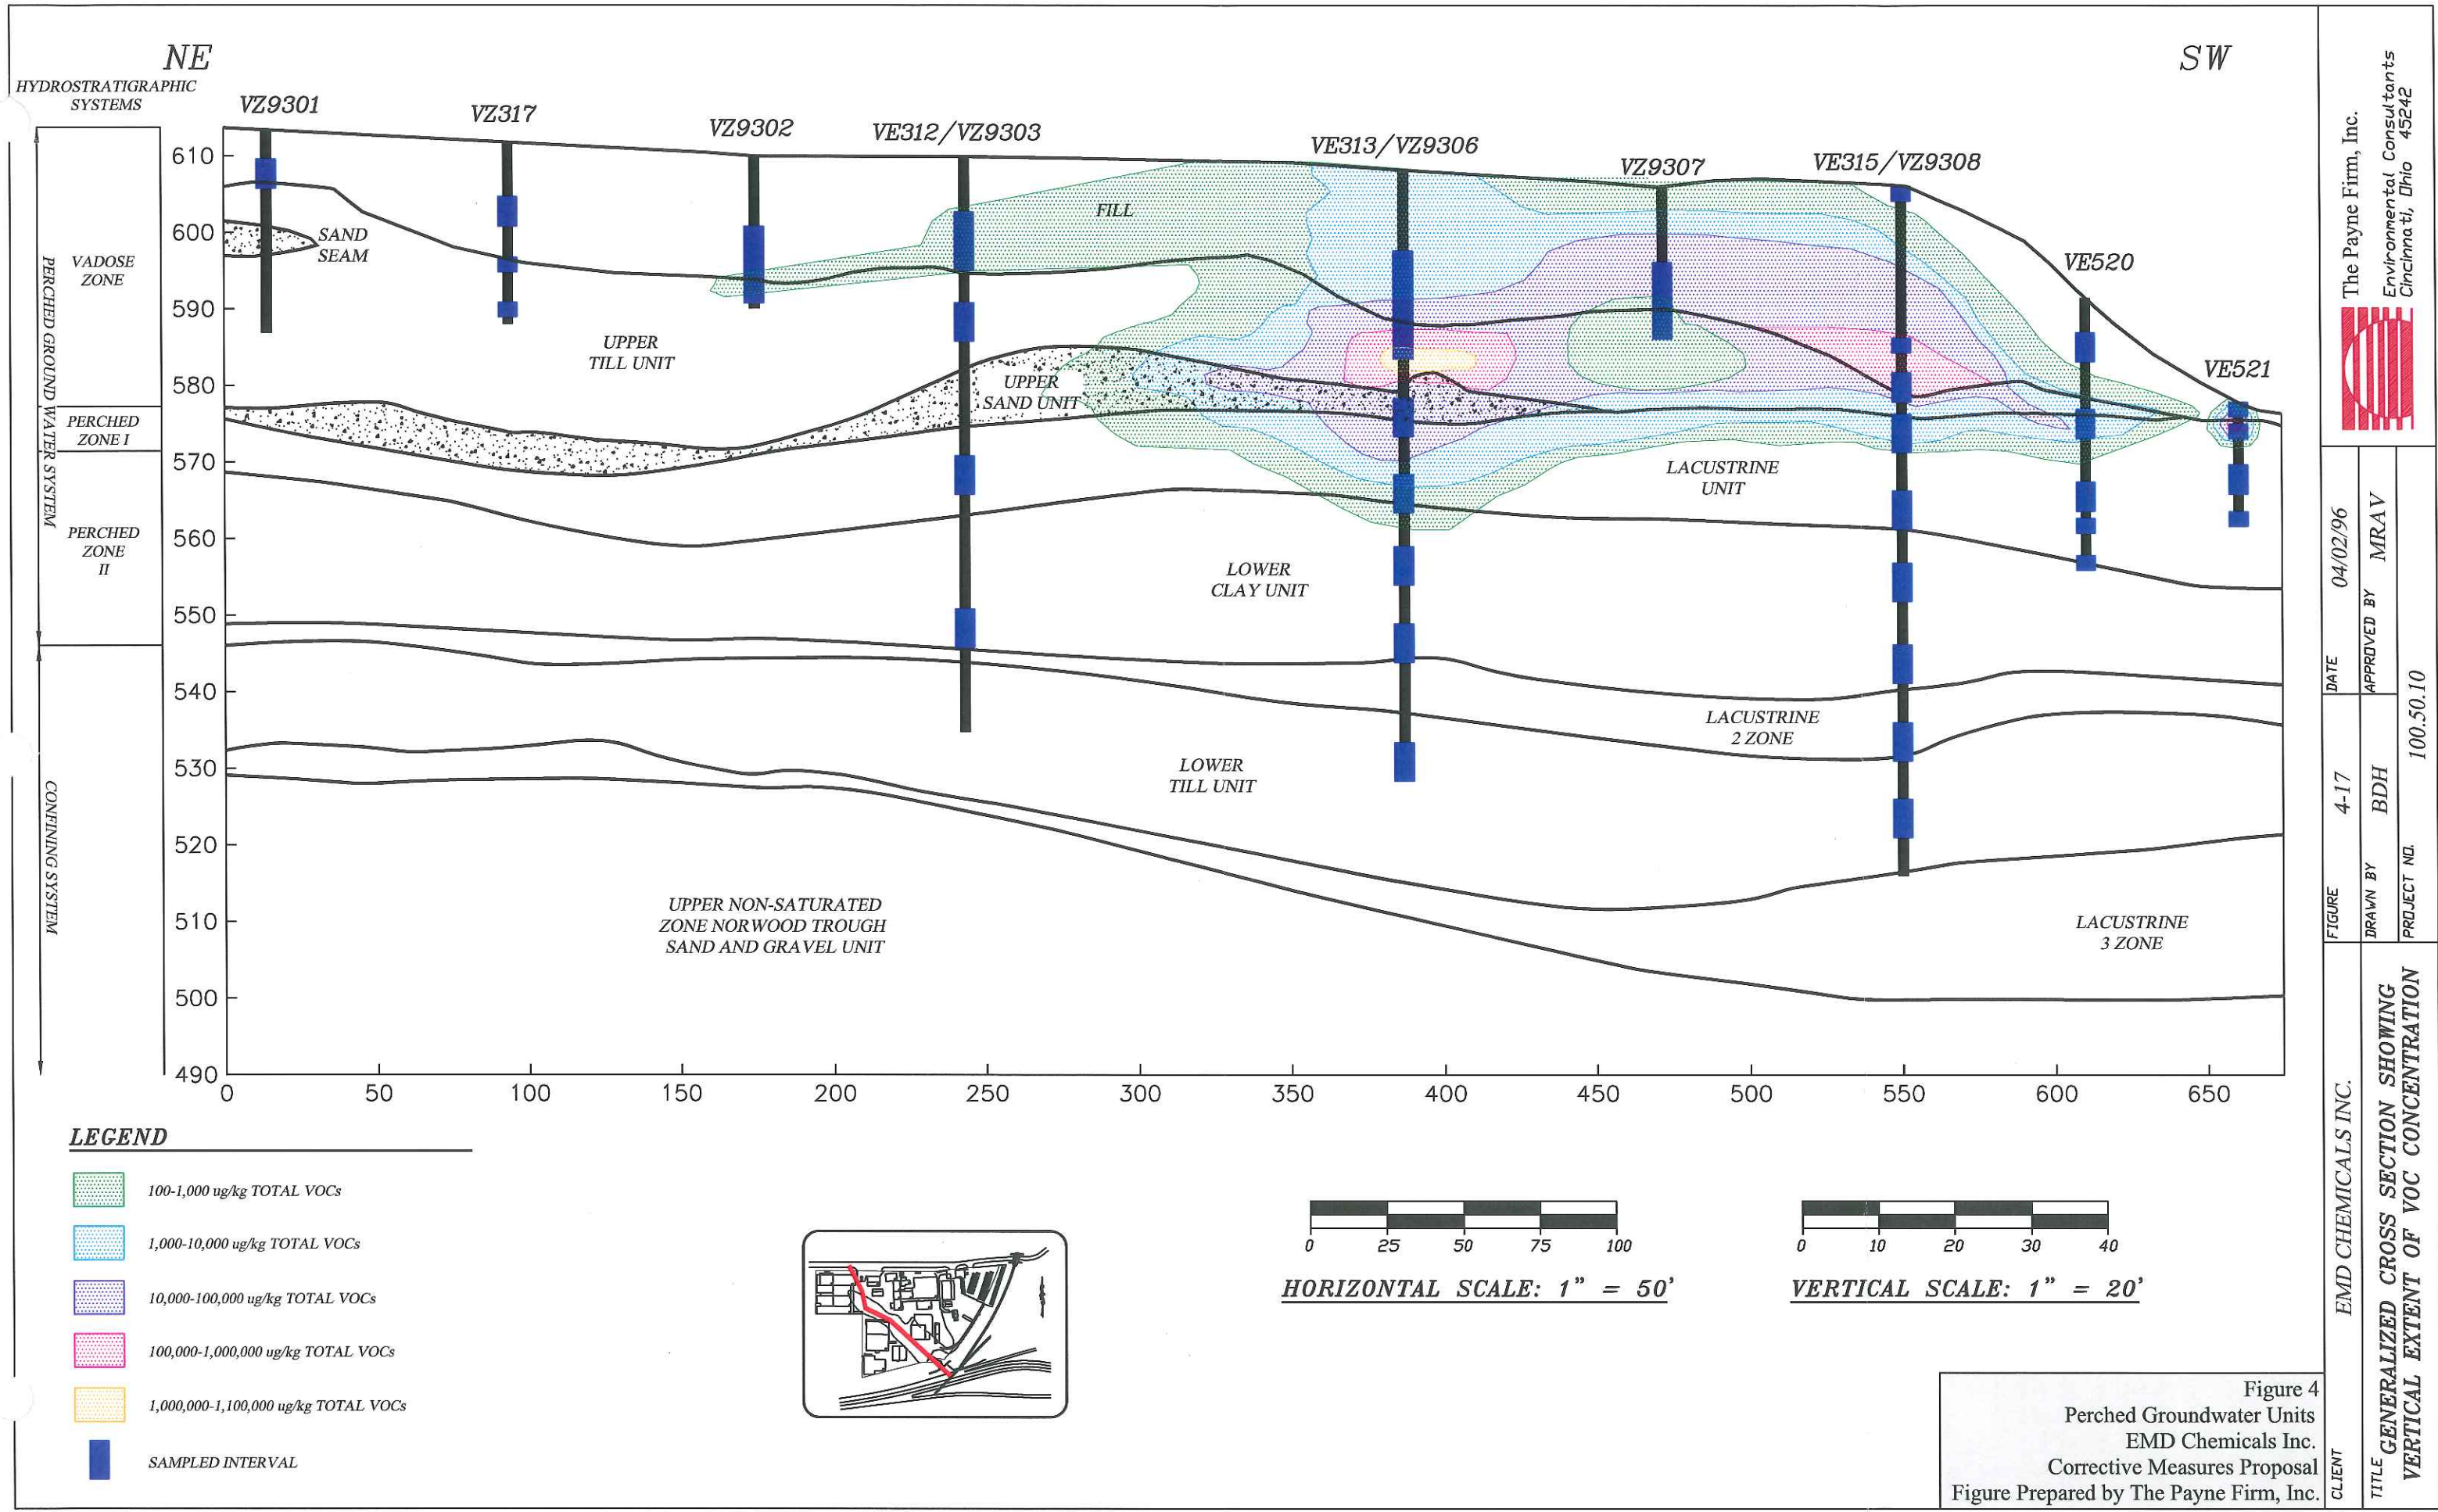 NE
SW
HYDROSTRATIGRAPHIC
SYSTEMS
VZ9301
VZ317
VZ9302
VE312/VZ9303
VE313/VZ9306
VZ9307
VE315/VZ9308
VE520
VE521
PERCHED GROUND WATER SYSTEM
VADOSE
ZONE
PERCHED
ZONE I
PERCHED
ZONE
II
CONFINING SYSTEM
610
600
590
580
570
560
550
540
530
520
510
500
490
0
50
100
150
200
250
300
350
400
450
500
550
600
650
SAND
SEAM
FILL
UPPER
TILL UNIT
UPPER
SAND UNIT
LACUSTRINE
UNIT
LOWER
CLAY UNIT
LACUSTRINE
2 ZONE
LOWER
TILL UNIT
UPPER NON-SATURATED
ZONE NORWOOD TROUGH
SAND AND GRAVEL UNIT
LACUSTRINE
3 ZONE
LEGEND
100-1,000 ug/kg TOTAL VOCs
1,000-10,000 ug/kg TOTAL VOCs
10,000-100,000 ug/kg TOTAL VOCs
100,000-1,000,000 ug/kg TOTAL VOCs
1,000,000-1,100,000 ug/kg TOTAL VOCs
SAMPLED INTERVAL
0 25 50 75 100
HORIZONTAL SCALE: 1" = 50'
0 10 20 30 40
VERTICAL SCALE: 1" = 20'
The Payne Firm, Inc.
Environmental Consultants
Cincinnati, Ohio 45242
DATE 04/02/96
APPROVED BY MRAV
FIGURE 4-17
DRAWN BY BDH
PROJECT NO. 100.50.10
CLIENT EMD CHEMICALS INC.
TITLE GENERALIZED CROSS SECTION SHOWING
VERTICAL EXTENT OF VOC CONCENTRATION
Figure 4
Perched Groundwater Units
EMD Chemicals Inc.
Corrective Measures Proposal
Figure Prepared by The Payne Firm, Inc.